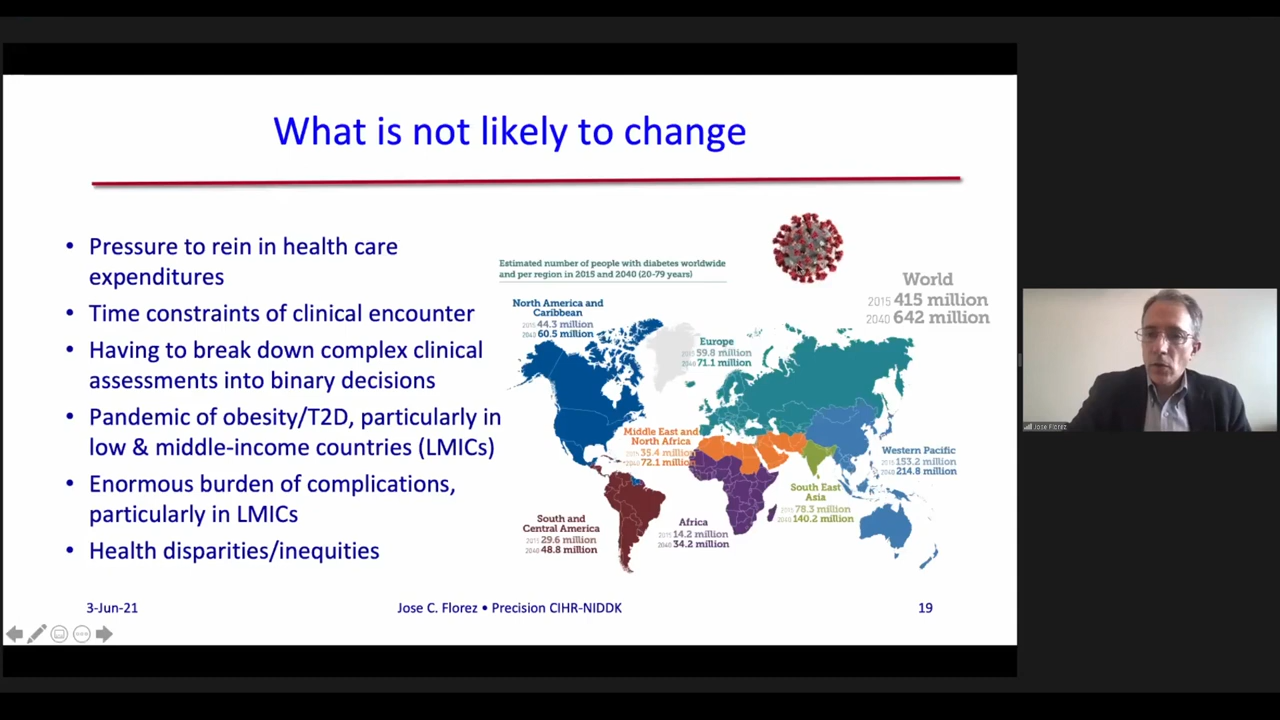 What is not likely to change
• Pressure to rein in health care
expenditures
• Time constraints of clinical encounter
• Having to break down complex clinical
assessments into binary decisions
• Pandemic of obesity/T2D, particularly in
low & middle-income countries (LMICs)
• Enormous burden of complications,
particularly in LMICs
• Health disparities/inequities
Estimated number of people with diabetes worldwide
and per region in 2015 and 2040 (20-79 years)
World
2015 415 million
2040 642 million
North America and
Caribbean
2015 44.3 million
2040 60.5 million
Europe
2015 59.8 million
2040 71.1 million
Middle East and
North Africa
2015 35.4 million
2040 72.1 million
Western Pacific
2015 153.2 million
2040 214.8 million
South East
Asia
2015 78.3 million
2040 140.2 million
South and
Central America
2015 29.6 million
2040 48.8 million
Africa
2015 14.2 million
2040 34.2 million
3-Jun-21
Jose C. Florez • Precision CIHR-NIDDK
19
Jose Florez